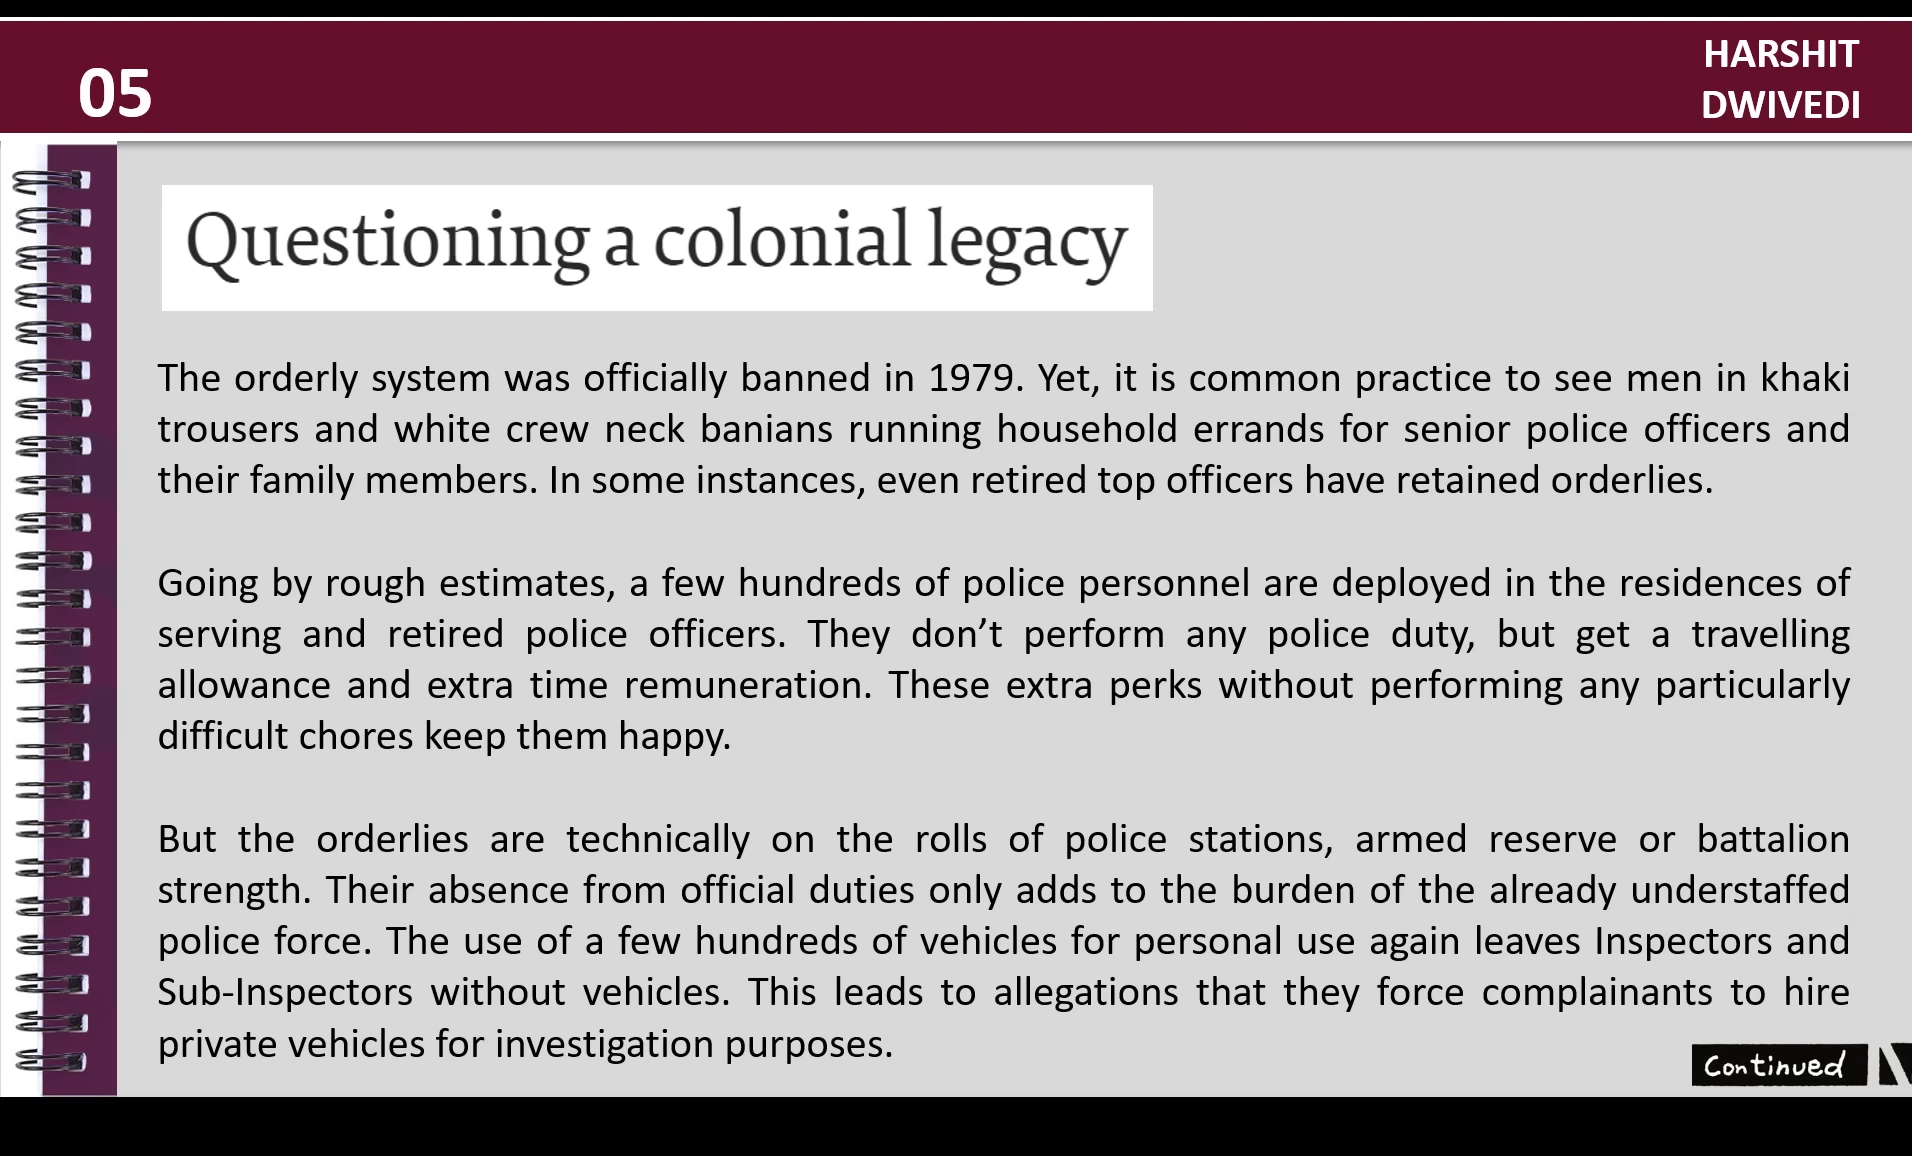 05
HARSHIT
DWIVEDI
Questioning a colonial legacy
The orderly system was officially banned in 1979. Yet, it is common practice to see men in khaki
trousers and white crew neck banians running household errands for senior police officers and
their family members. In some instances, even retired top officers have retained orderlies.
Going by rough estimates, a few hundreds of police personnel are deployed in the residences of
serving and retired police officers. They don’t perform any police duty, but get a travelling
allowance and extra time remuneration. These extra perks without performing any particularly
difficult chores keep them happy.
But the orderlies are technically on the rolls of police stations, armed reserve or battalion
strength. Their absence from official duties only adds to the burden of the already understaffed
police force. The use of a few hundreds of vehicles for personal use again leaves Inspectors and
Sub-Inspectors without vehicles. This leads to allegations that they force complainants to hire
private vehicles for investigation purposes.
Continued